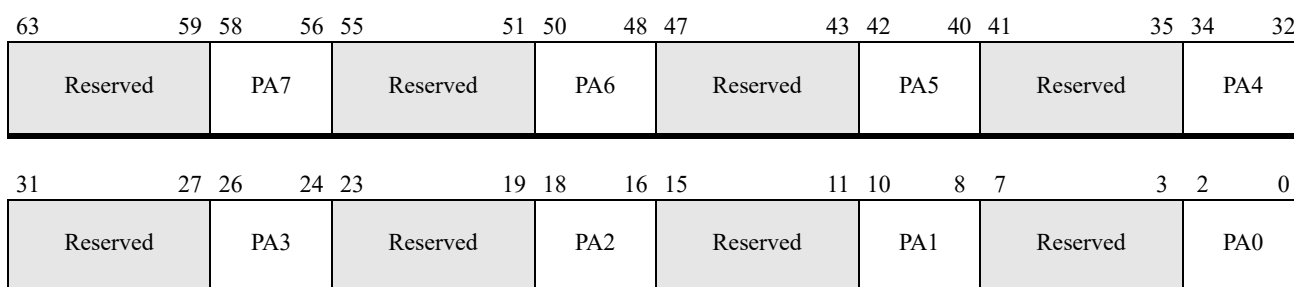 63 59 58 56 55 51 50 48 47 43 42 40 41 35 34 32
Reserved PA7 Reserved PA6 Reserved PA5 Reserved PA4
31 27 26 24 23 19 18 16 15 11 10 8 7 3 2 0
Reserved PA3 Reserved PA2 Reserved PA1 Reserved PA0